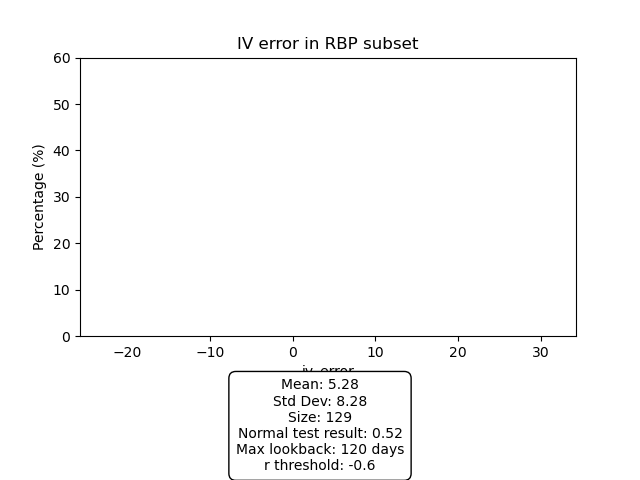 IV error in RBP subset
60
50
40
30
20
10
0
Percentage (%)
−20 −10 0 10 20 30
iv_error
Mean: 5.28
Std Dev: 8.28
Size: 129
Normal test result: 0.52
Max lookback: 120 days
r threshold: -0.6